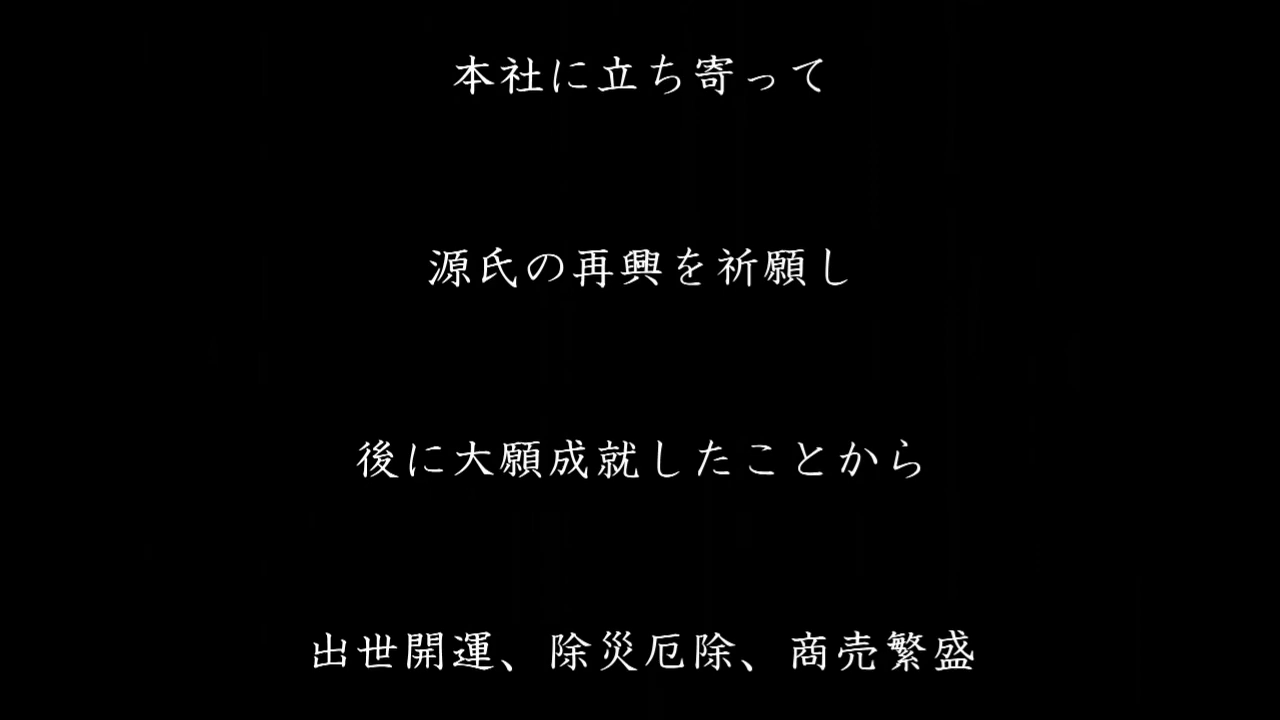 本社に立ち寄って
源氏の再興を祈願し
後に大願成就したことから
出世開運、除災厄除、商売繁盛